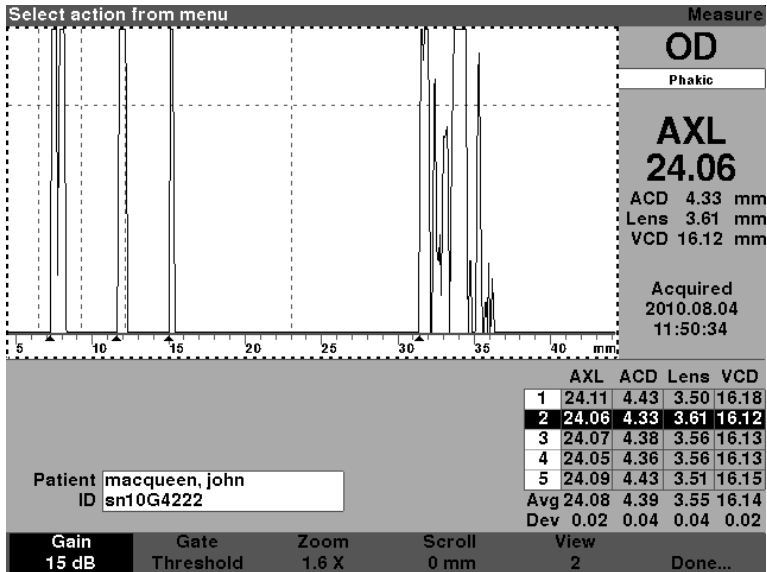 Select action from menu Measure
OD
Phakic
AXL
24.06
ACD 4.33 mm
Lens 3.61 mm
VCD 16.12 mm
Acquired
2010.08.04
11:50:34
5 10 15 20 25 30 35 40 mm
AXL ACD Lens VCD
1 24.11 4.43 3.50 16.18
2 24.06 4.33 3.61 16.12
3 24.07 4.38 3.56 16.13
4 24.05 4.36 3.56 16.13
5 24.09 4.43 3.51 16.15
Avg 24.08 4.39 3.55 16.14
Dev 0.02 0.04 0.04 0.02
Patient macqueen, john
ID sn10G4222
Gain Gate Zoom Scroll View
15 dB Threshold 1.6 X 0 mm 2 Done...